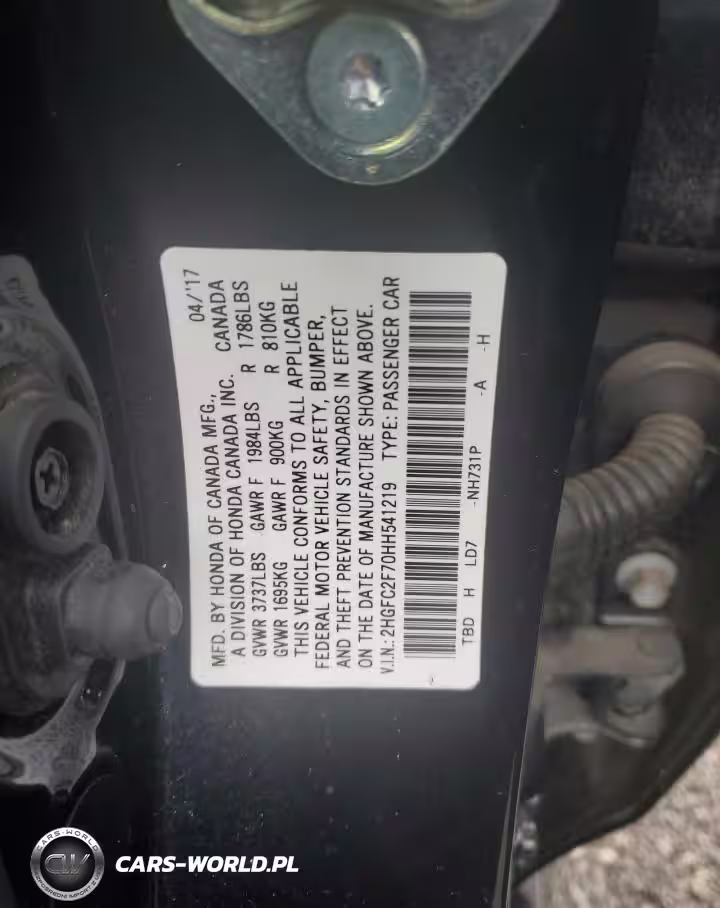 MFD. BY HONDA OF CANADA MFG., 04/'17
A DIVISION OF HONDA CANADA INC. CANADA
GVWR 3737LBS GAWR F 1984LBS R 1786LBS
GVWR 1695KG GAWR F 900KG R 810KG
THIS VEHICLE CONFORMS TO ALL APPLICABLE
FEDERAL MOTOR VEHICLE SAFETY, BUMPER,
AND THEFT PREVENTION STANDARDS IN EFFECT
ON THE DATE OF MANUFACTURE SHOWN ABOVE.
V.I.N.: 2HGFC2F70HH541219 TYPE: PASSENGER CAR
TBD H LD7 -NH731P -A -H
CARS-WORLD
CW
CARS-WORLD.PL